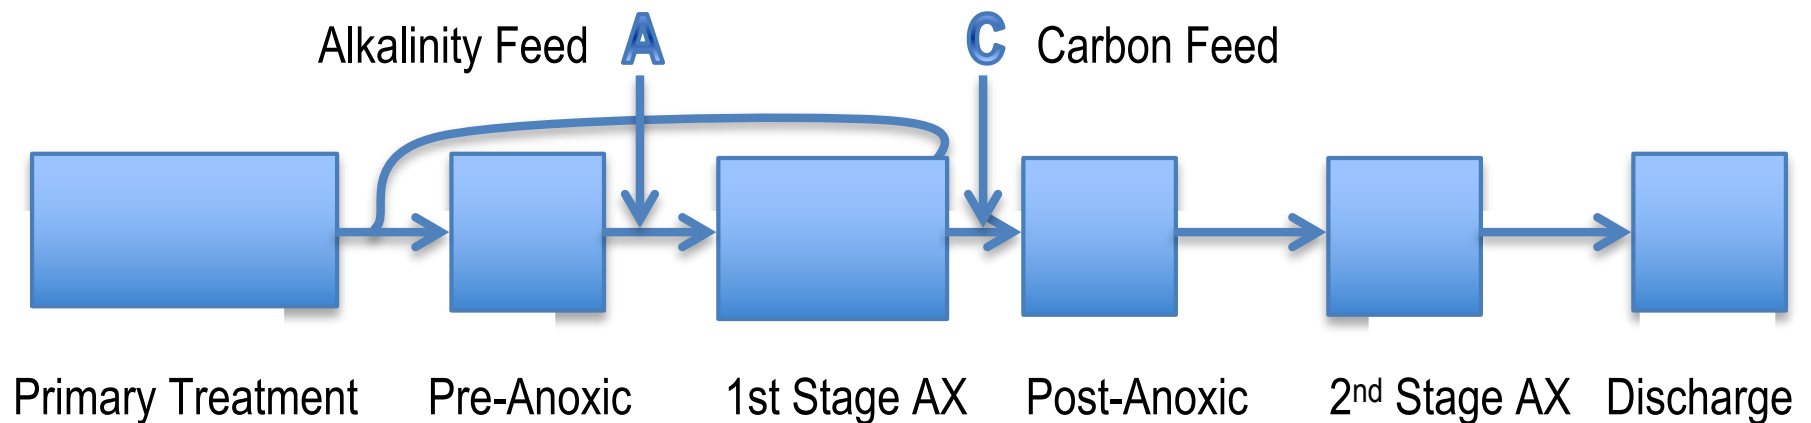 Alkalinity Feed A C Carbon Feed
Primary Treatment Pre-Anoxic 1st Stage AX Post-Anoxic 2nd Stage AX Discharge